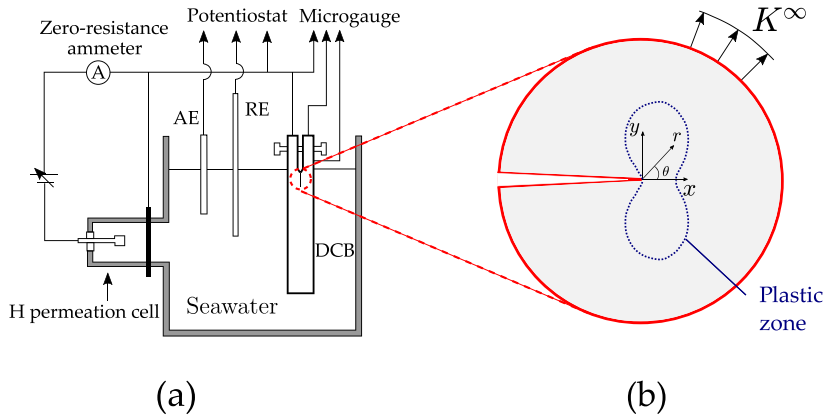 Potentiostat Microgauge
Zero-resistance
ammeter
A
AE
RE
DCB
H permeation cell
Seawater
(a)
K∞
y
r
θ
x
Plastic
zone
(b)